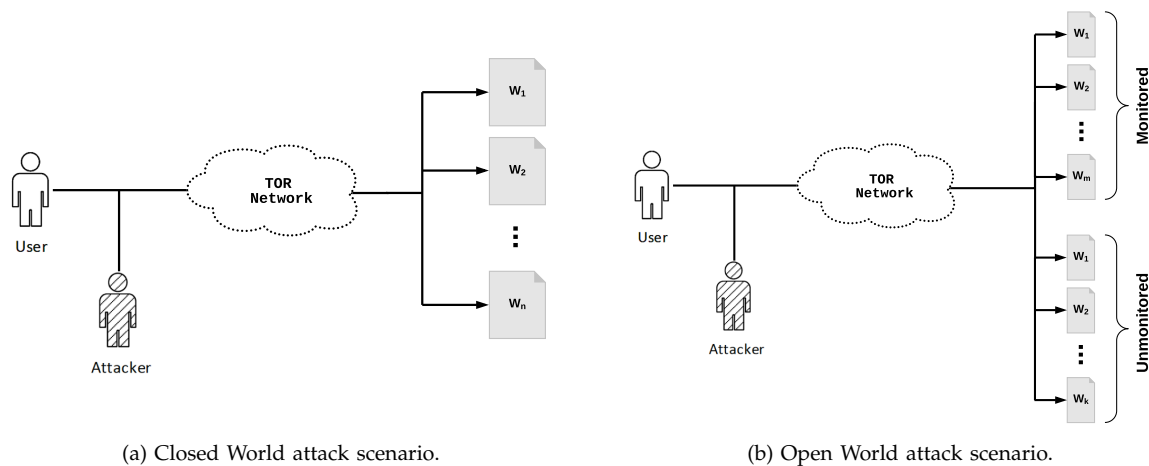 W1
W2
TOR
Network
Wn
User
Attacker
(a) Closed World attack scenario.
W1
W2
Wm
Monitored
TOR
Network
User
Attacker
W1
W2
Wk
Unmonitored
(b) Open World attack scenario.